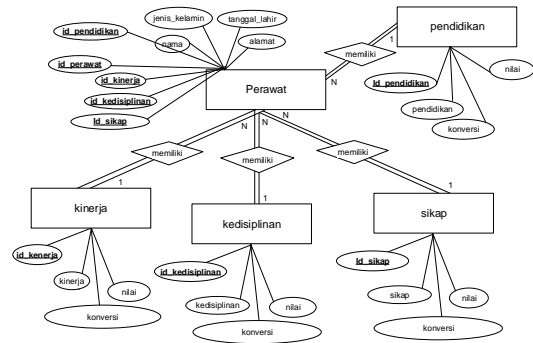 jenis_kelamin
tanggal_lahir
id_pendidikan
nama
alamat
id_perawat
id_kinerja
id_kedisiplinan
Id_sikap
Perawat
memiliki
1
N
pendidikan
Id_pendidikan
nilai
pendidikan
konversi
N
N
N
N
memiliki
memiliki
memiliki
1
1
1
kinerja
kedisiplinan
sikap
id_kenerja
kinerja
nilai
konversi
id_kedisiplinan
kedisiplinan
nilai
konversi
Id_sikap
sikap
nilai
konversi